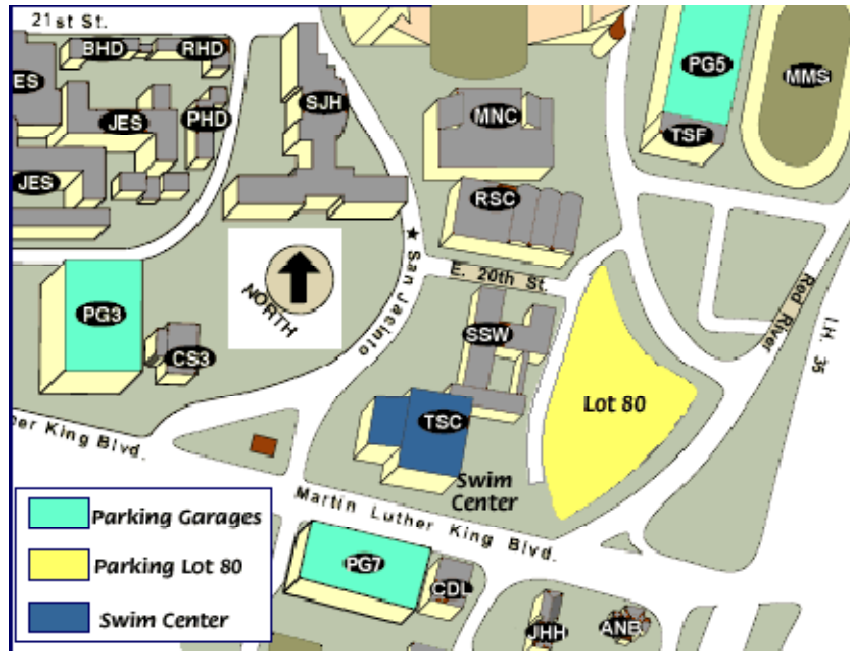 21st St.
BHD
RHD
ES
JES
PHD
SJH
MNC
PG5
MMS
TSF
JES
RSC
San Jacinto
E. 20th St.
Red River
I.H. 35
NORTH
PG3
CS3
SSW
Lot 80
TSC
her King Blvd.
Swim
Center
Martin Luther King Blvd.
Parking Garages
Parking Lot 80
Swim Center
PG7
CDL
JHH
ANB